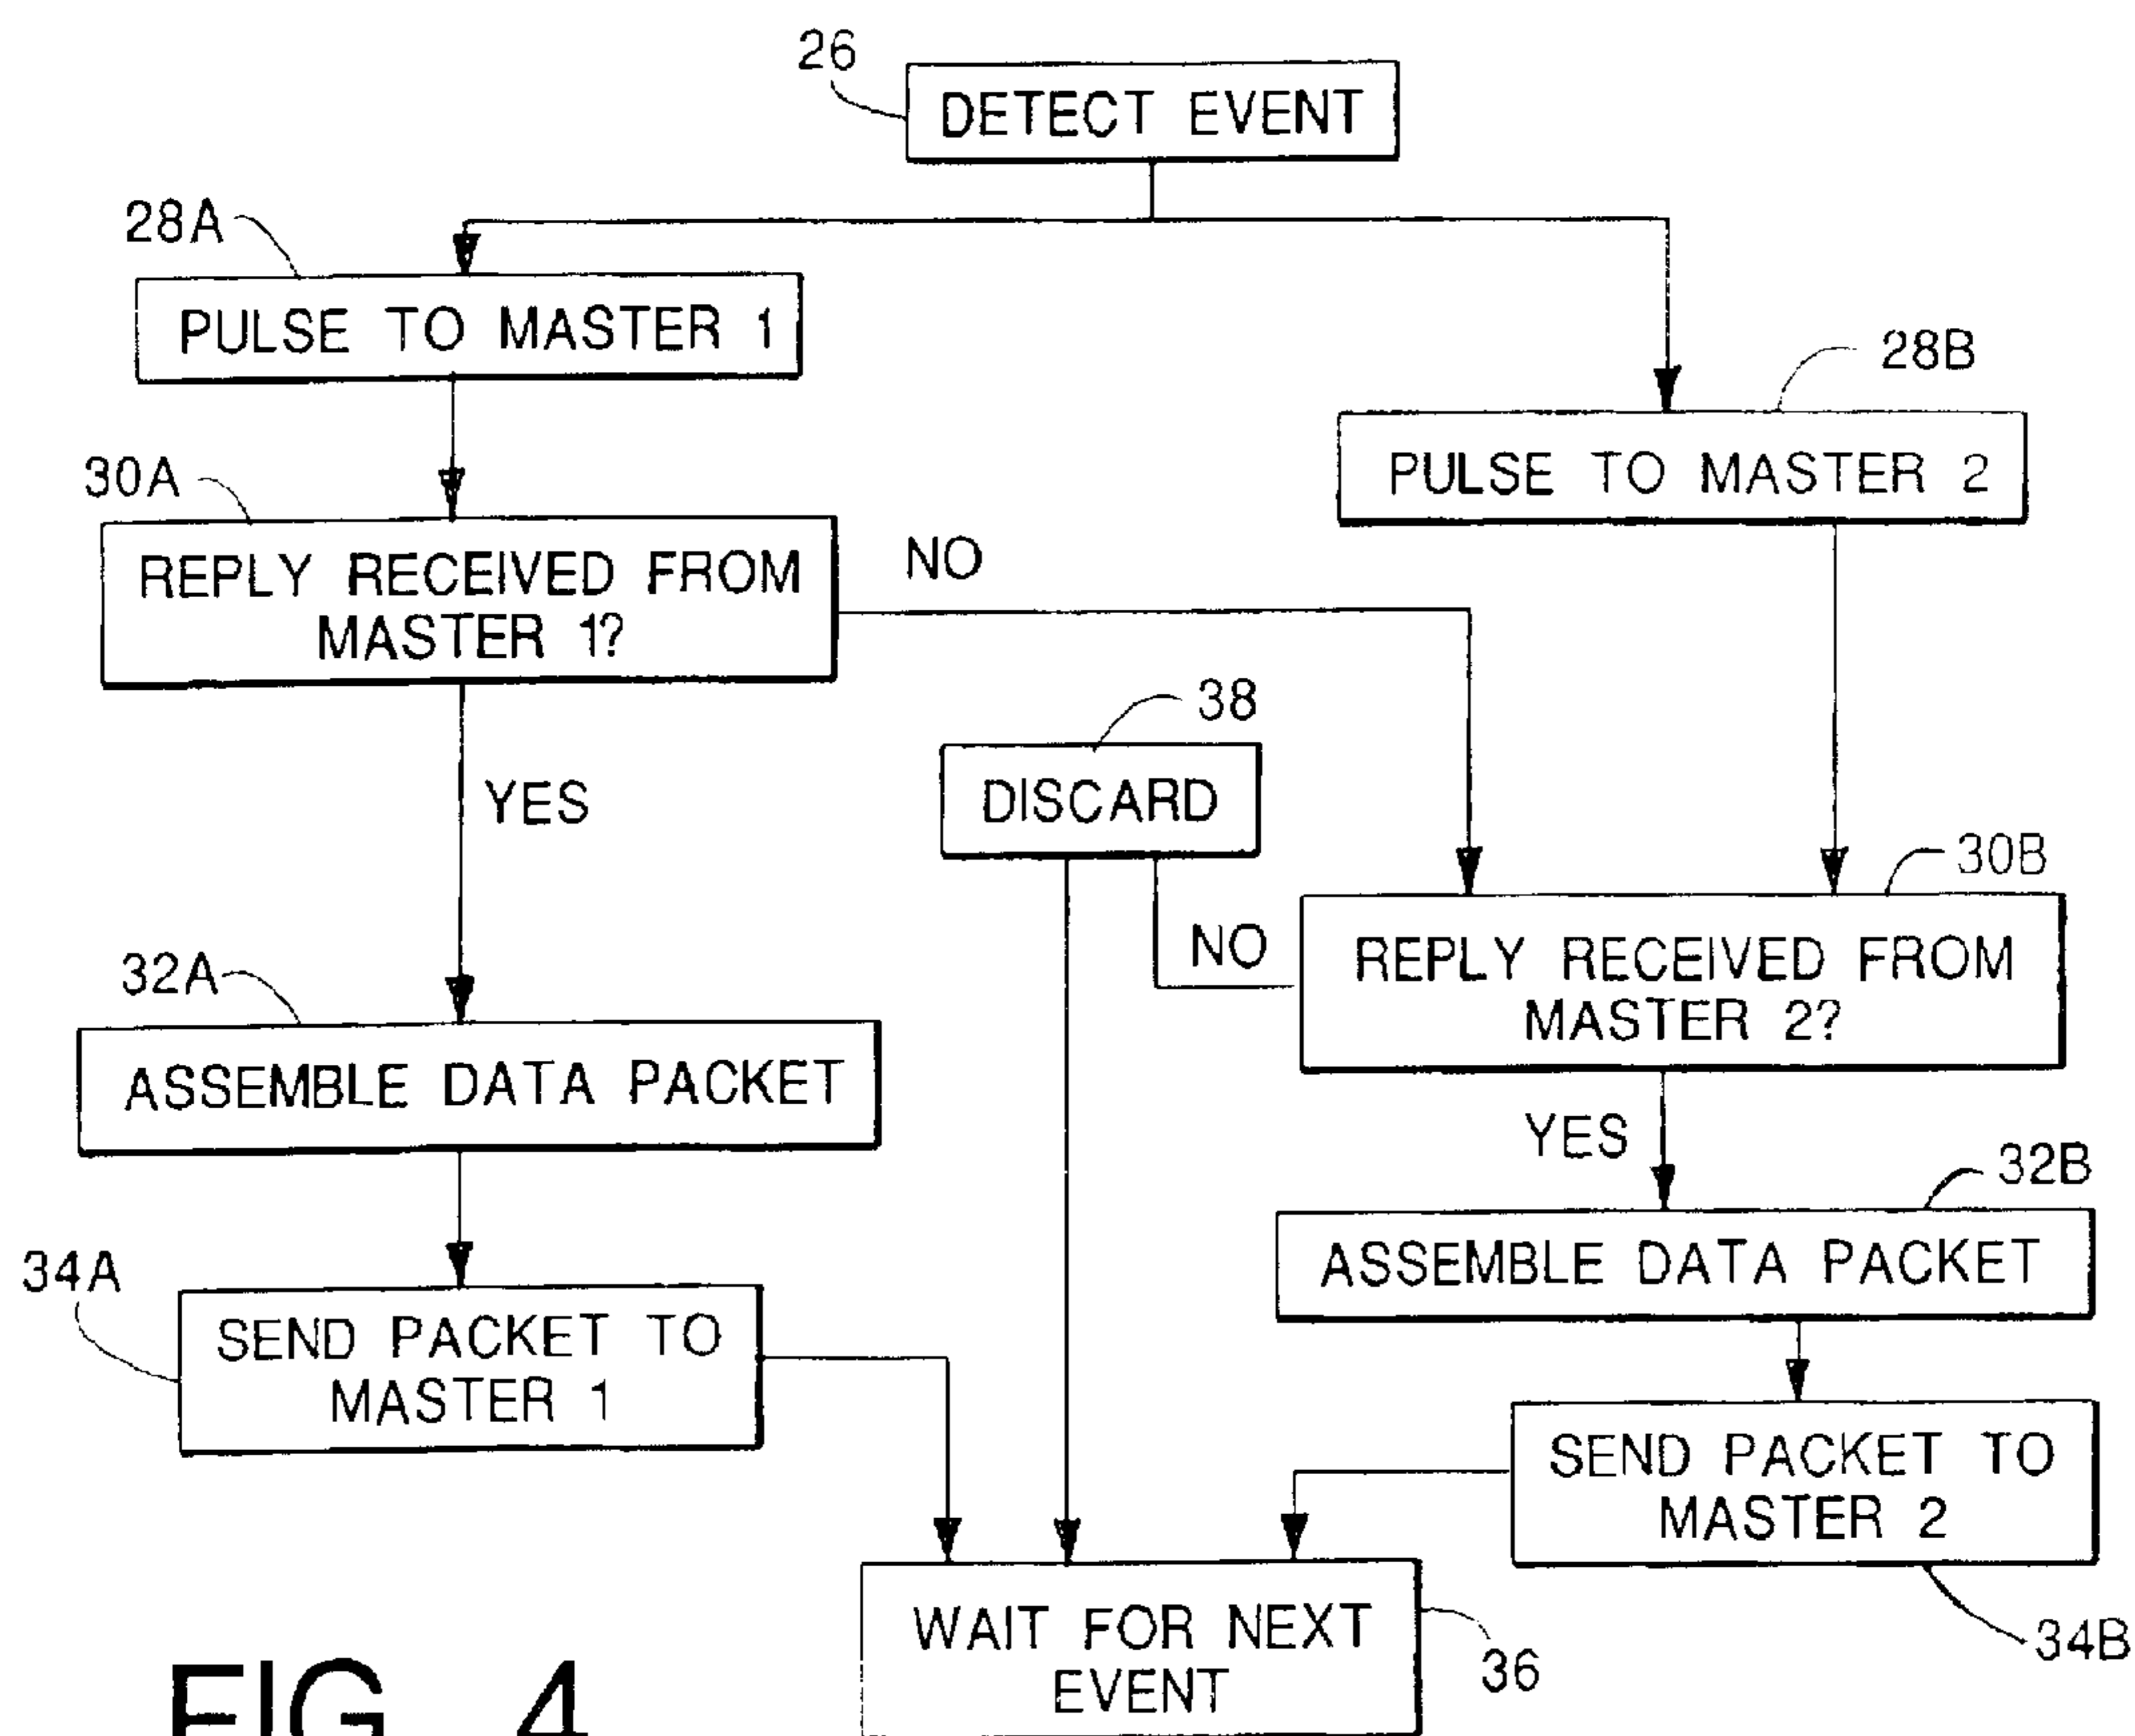 26
DETECT EVENT
28A
PULSE TO MASTER 1
28B
PULSE TO MASTER 2
30A
REPLY RECEIVED FROM
MASTER 1?
NO
38
DISCARD
YES
NO
30B
REPLY RECEIVED FROM
MASTER 2?
32A
ASSEMBLE DATA PACKET
YES
32B
ASSEMBLE DATA PACKET
34A
SEND PACKET TO
MASTER 1
SEND PACKET TO
MASTER 2
34B
WAIT FOR NEXT
EVENT
36
FIG. 4